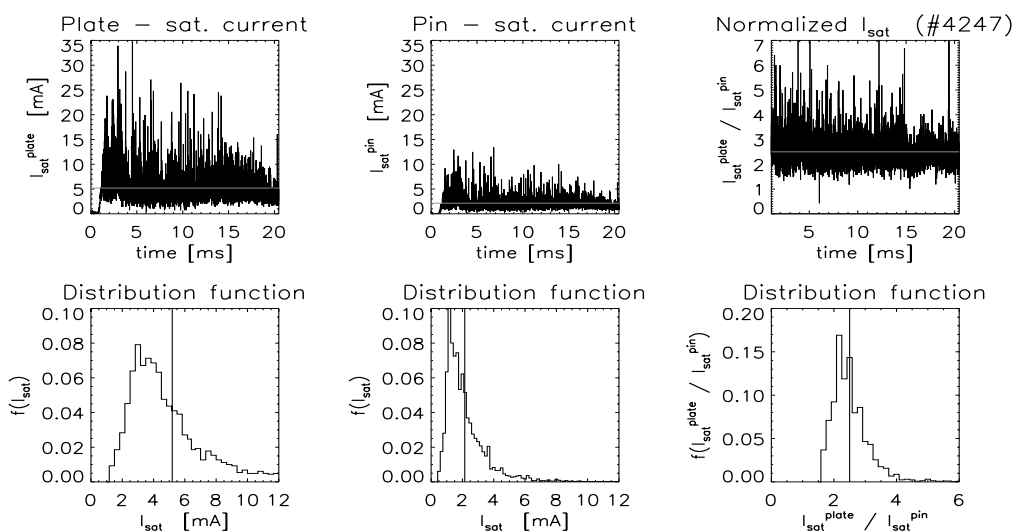 Plate – sat. current
35
30
25
20
15
10
5
0
I_sat^plate [mA]
0 5 10 15 20
time [ms]
Pin – sat. current
35
30
25
20
15
10
5
0
I_sat^pin [mA]
0 5 10 15 20
time [ms]
Normalized I_sat (#4247)
7
6
5
4
3
2
1
0
I_sat^plate / I_sat^pin
5 10 15 20
time [ms]
Distribution function
0.10
0.08
0.06
0.04
0.02
0.00
f(I_sat)
0 2 4 6 8 10 12
I_sat [mA]
Distribution function
0.10
0.08
0.06
0.04
0.02
0.00
f(I_sat)
0 2 4 6 8 10 12
I_sat [mA]
Distribution function
0.20
0.15
0.10
0.05
0.00
f(I_sat^plate / I_sat^pin)
0 2 4 6
I_sat^plate / I_sat^pin